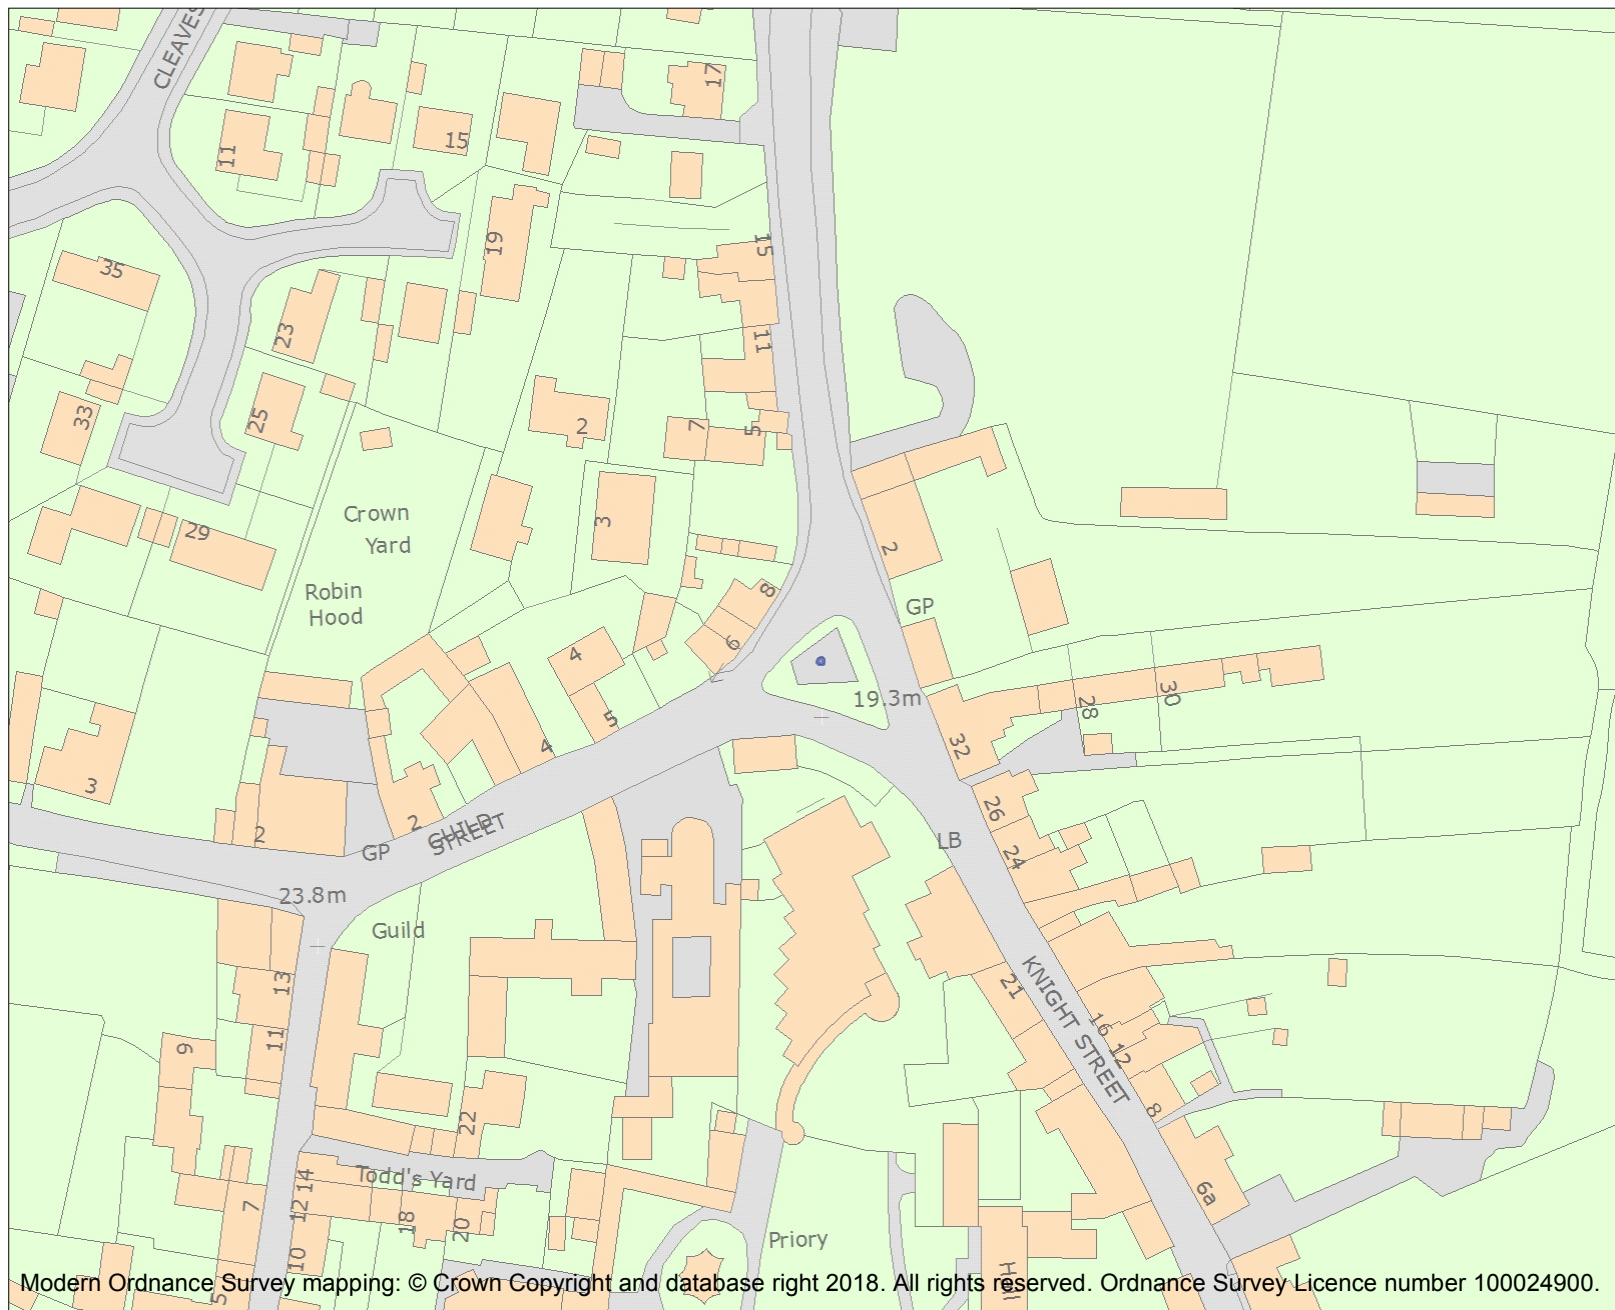 CLEAVES
17
15
11
15
19
35
23
11
33
25
2
7
5
Crown
Yard
3
29
2
Robin
Hood
8
GP
6
4
30
28
5
19.3m
4
32
3
26
2
2
GUILD
STREET
GP
LB
24
23.8m
Guild
13
21
KNIGHT STREET
16
11
9
12
8
22
14
Todd's Yard
6a
7
12
18
20
Priory
10
Hall
5
Modern Ordnance Survey mapping: © Crown Copyright and database right 2018. All rights reserved. Ordnance Survey Licence number 100024900.